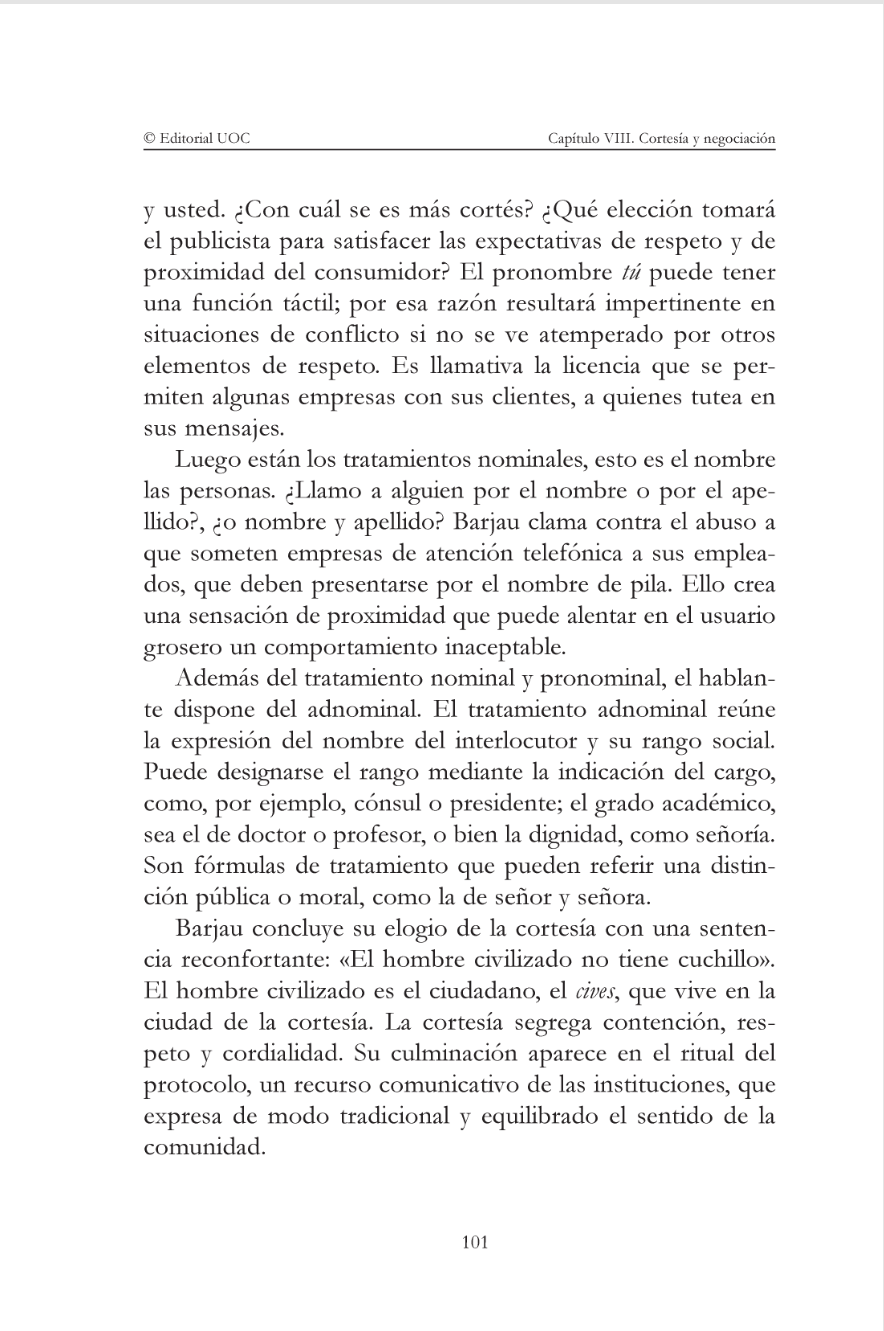 © Editorial UOC
Capítulo VIII. Cortesía y negociación
y usted. ¿Con cuál se es más cortés? ¿Qué elección tomará
el publicista para satisfacer las expectativas de respeto y de
proximidad del consumidor? El pronombre tú puede tener
una función táctil; por esa razón resultará impertinente en
situaciones de conflicto si no se ve atemperado por otros
elementos de respeto. Es llamativa la licencia que se per-
miten algunas empresas con sus clientes, a quienes tutea en
sus mensajes.
Luego están los tratamientos nominales, esto es el nombre
las personas. ¿Llamo a alguien por el nombre o por el ape-
llido?, ¿o nombre y apellido? Barjau clama contra el abuso a
que someten empresas de atención telefónica a sus emplea-
dos, que deben presentarse por el nombre de pila. Ello crea
una sensación de proximidad que puede alentar en el usuario
grosero un comportamiento inaceptable.
Además del tratamiento nominal y pronominal, el hablan-
te dispone del adnominal. El tratamiento adnominal reúne
la expresión del nombre del interlocutor y su rango social.
Puede designarse el rango mediante la indicación del cargo,
como, por ejemplo, cónsul o presidente; el grado académico,
sea el de doctor o profesor, o bien la dignidad, como señoría.
Son fórmulas de tratamiento que pueden referir una distin-
ción pública o moral, como la de señor y señora.
Barjau concluye su elogio de la cortesía con una senten-
cia reconfortante: «El hombre civilizado no tiene cuchillo».
El hombre civilizado es el ciudadano, el cives, que vive en la
ciudad de la cortesía. La cortesía segrega contención, res-
peto y cordialidad. Su culminación aparece en el ritual del
protocolo, un recurso comunicativo de las instituciones, que
expresa de modo tradicional y equilibrado el sentido de la
comunidad.
101